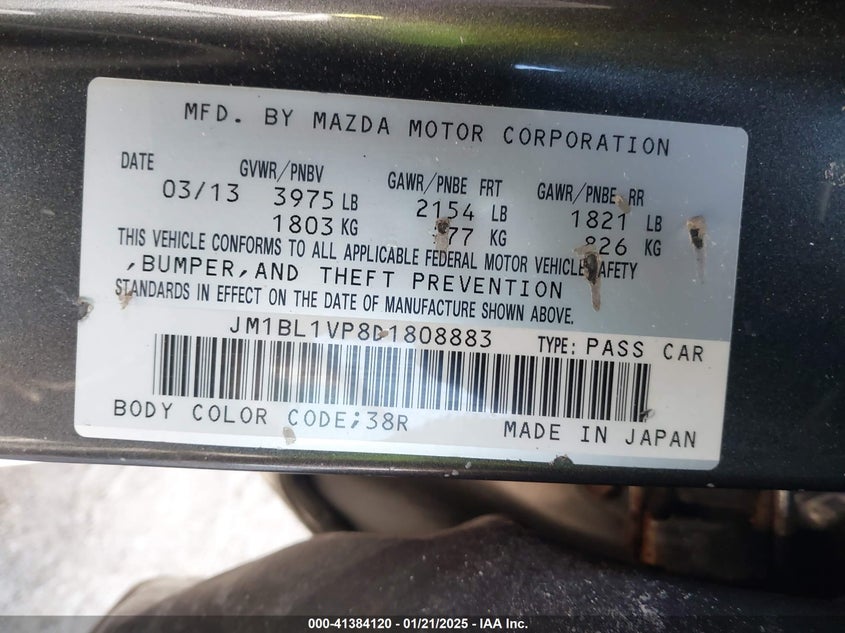 MFD. BY MAZDA MOTOR CORPORATION
DATE GVWR/PNBV GAWR/PNBE FRT GAWR/PNBE RR
03/13 3975 LB 2154 LB 1821 LB
1803 KG KG 826 KG
THIS VEHICLE CONFORMS TO ALL APPLICABLE FEDERAL MOTOR VEHICLE SAFETY
,BUMPER,AND THEFT PREVENTION
STANDARDS IN EFFECT ON THE DATE OF MANUFACTURE SHOWN ABOVE.
JM1BL1VP8D1808883 TYPE: PASS CAR
BODY COLOR CODE;38R MADE IN JAPAN
000-41384120 - 01/21/2025 - IAA Inc.